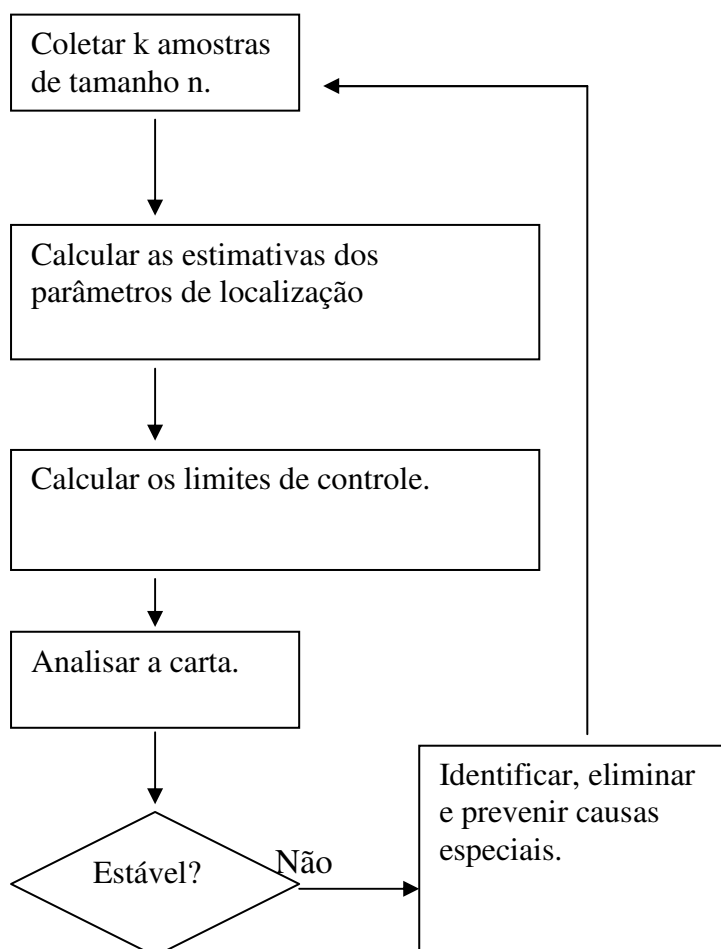 Coletar k amostras
de tamanho n.
Calcular as estimativas dos
parâmetros de localização
Calcular os limites de controle.
Analisar a carta.
Estável?
Não
Identificar, eliminar
e prevenir causas
especiais.